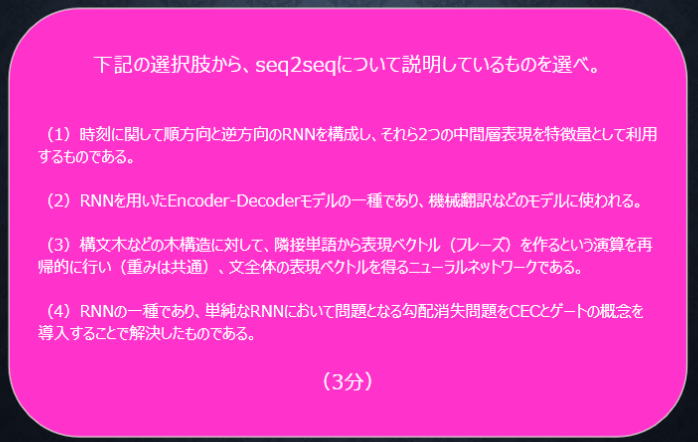 下記の選択肢から、seq2seqについて説明しているものを選べ。
（1）時刻に関して順方向と逆方向のRNNを構成し、それら2つの中間層表現を特徴量として利用
するものである。
（2）RNNを用いたEncoder-Decoderモデルの一種であり、機械翻訳などのモデルに使われる。
（3）構文木などの木構造に対して、隣接単語から表現ベクトル（フレーズ）を作るという演算を再
帰的に行い（重みは共通）、文全体の表現ベクトルを得るニューラルネットワークである。
（4）RNNの一種であり、単純なRNNにおいて問題となる勾配消失問題をCECとゲートの概念を
導入することで解決したものである。
（3分）